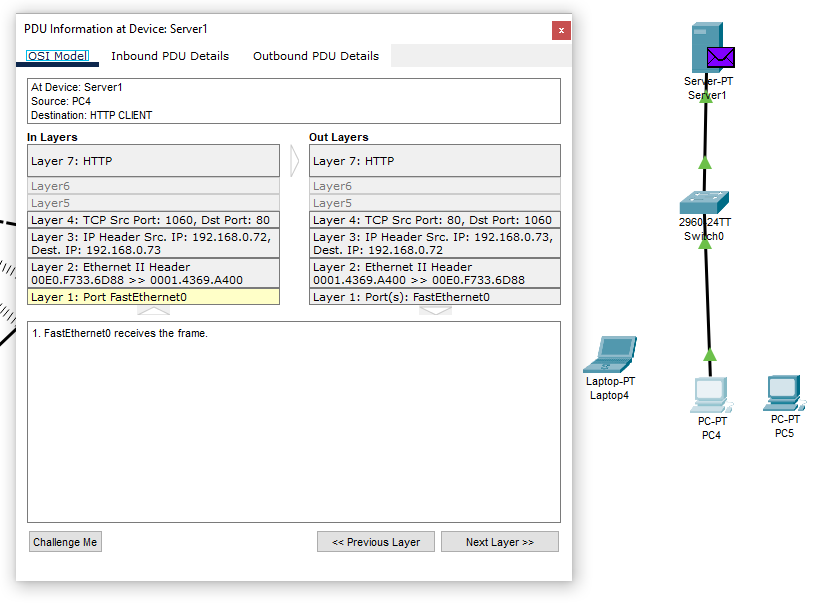 PDU Information at Device: Server1
x
OSI Model Inbound PDU Details Outbound PDU Details
At Device: Server1
Source: PC4
Destination: HTTP CLIENT
In Layers
Layer 7: HTTP
Layer6
Layer5
Layer 4: TCP Src Port: 1060, Dst Port: 80
Layer 3: IP Header Src. IP: 192.168.0.72,
Dest. IP: 192.168.0.73
Layer 2: Ethernet II Header
00E0.F733.6D88 >> 0001.4369.A400
Layer 1: Port FastEthernet0
Out Layers
Layer 7: HTTP
Layer6
Layer5
Layer 4: TCP Src Port: 80, Dst Port: 1060
Layer 3: IP Header Src. IP: 192.168.0.73,
Dest. IP: 192.168.0.72
Layer 2: Ethernet II Header
0001.4369.A400 >> 00E0.F733.6D88
Layer 1: Port(s): FastEthernet0
1. FastEthernet0 receives the frame.
Challenge Me
<< Previous Layer
Next Layer >>
Server-PT
Server1
2960-24TT
Switch0
Laptop-PT
Laptop4
PC-PT
PC4
PC-PT
PC5